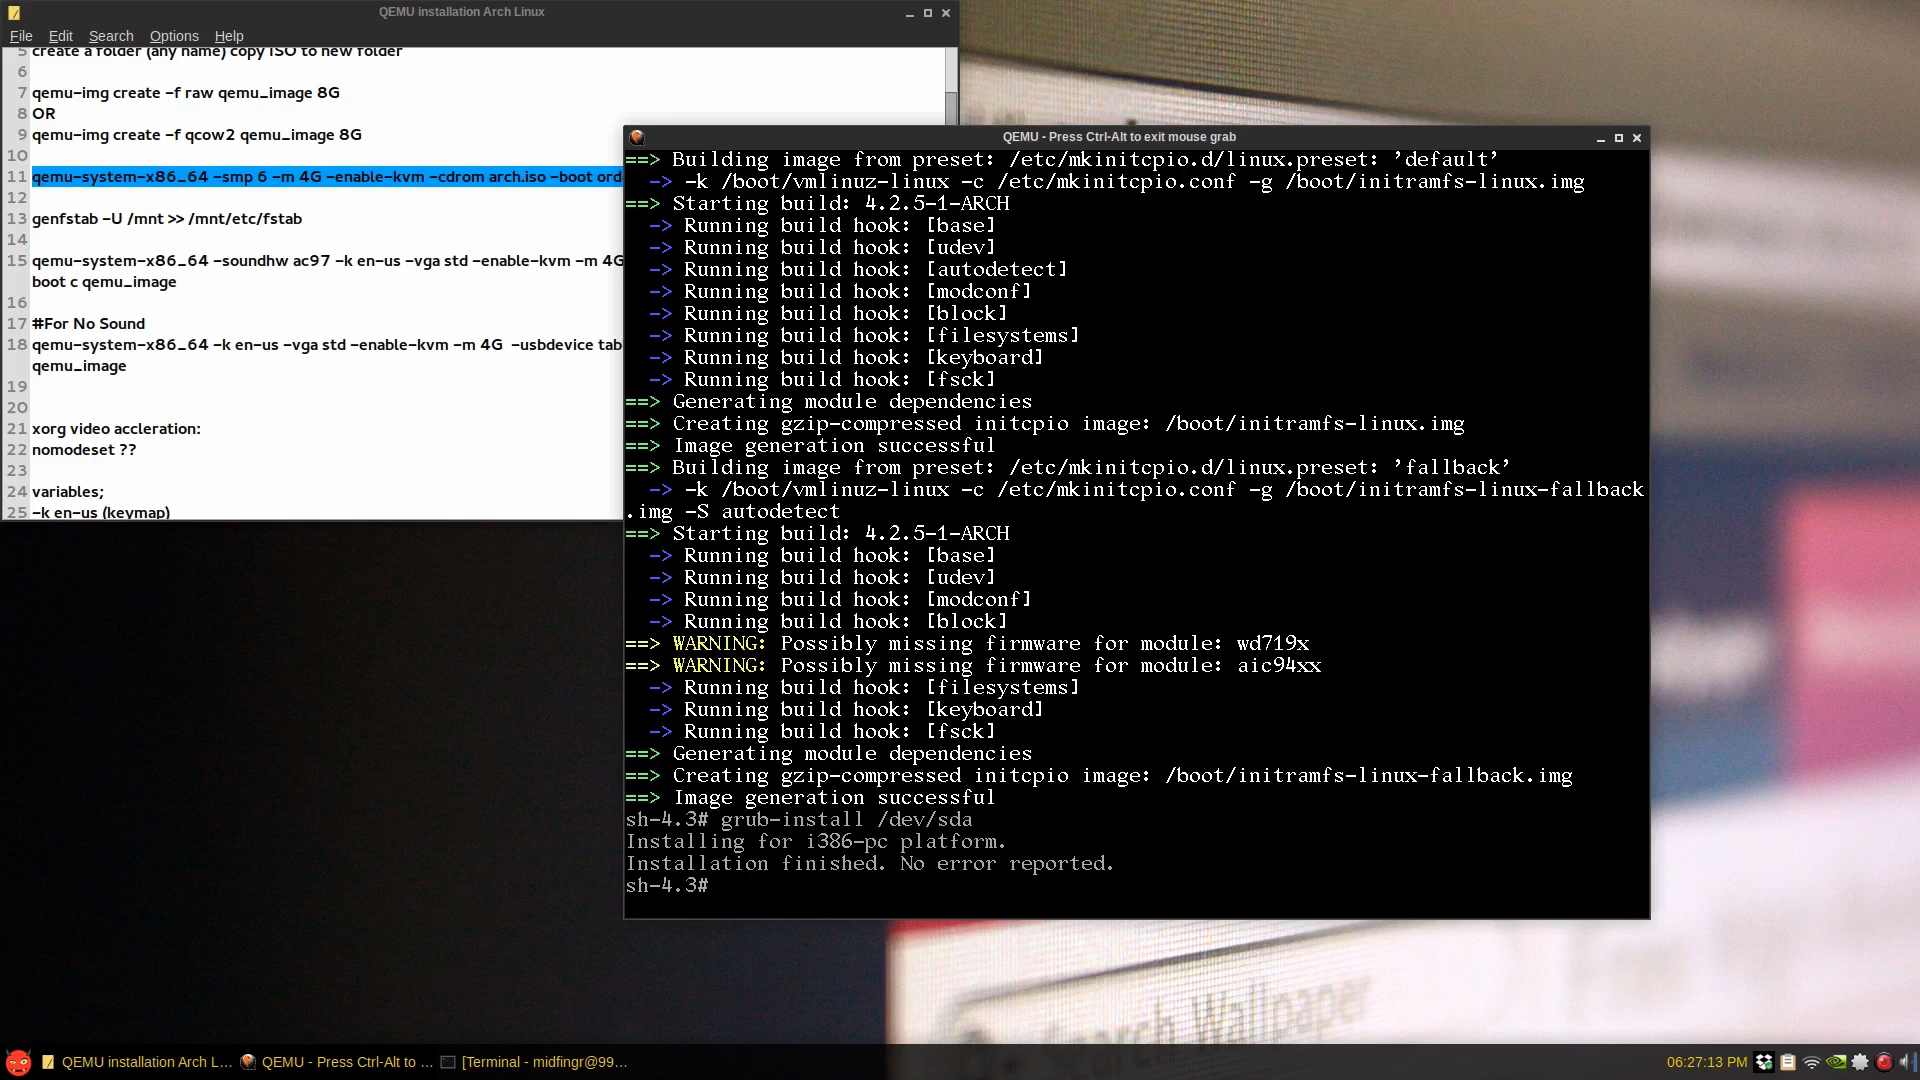 QEMU installation Arch Linux
File Edit Search Options Help
5 create a folder (any name) copy ISO to new folder
6
7 qemu-img create -f raw qemu_image 8G
8 OR
9 qemu-img create -f qcow2 qemu_image 8G
10
11 qemu-system-x86_64 -smp 6 -m 4G -enable-kvm -cdrom arch.iso -boot ord
12
13 genfstab -U /mnt >> /mnt/etc/fstab
14
15 qemu-system-x86_64 -soundhw ac97 -k en-us -vga std -enable-kvm -m 4G
boot c qemu_image
16
17 #For No Sound
18 qemu-system-x86_64 -k en-us -vga std -enable-kvm -m 4G -usbdevice tab
qemu_image
19
20
21 xorg video accleration:
22 nomodeset ??
23
24 variables;
25 -k en-us (keymap)
QEMU - Press Ctrl-Alt to exit mouse grab
==> Building image from preset: /etc/mkinitcpio.d/linux.preset: 'default'
-> -k /boot/vmlinuz-linux -c /etc/mkinitcpio.conf -g /boot/initramfs-linux.img
==> Starting build: 4.2.5-1-ARCH
-> Running build hook: [base]
-> Running build hook: [udev]
-> Running build hook: [autodetect]
-> Running build hook: [modconf]
-> Running build hook: [block]
-> Running build hook: [filesystems]
-> Running build hook: [keyboard]
-> Running build hook: [fsck]
==> Generating module dependencies
==> Creating gzip-compressed initcpio image: /boot/initramfs-linux.img
==> Image generation successful
==> Building image from preset: /etc/mkinitcpio.d/linux.preset: 'fallback'
-> -k /boot/vmlinuz-linux -c /etc/mkinitcpio.conf -g /boot/initramfs-linux-fallback
.img -S autodetect
==> Starting build: 4.2.5-1-ARCH
-> Running build hook: [base]
-> Running build hook: [udev]
-> Running build hook: [modconf]
-> Running build hook: [block]
==> WARNING: Possibly missing firmware for module: wd719x
==> WARNING: Possibly missing firmware for module: aic94xx
-> Running build hook: [filesystems]
-> Running build hook: [keyboard]
-> Running build hook: [fsck]
==> Generating module dependencies
==> Creating gzip-compressed initcpio image: /boot/initramfs-linux-fallback.img
==> Image generation successful
sh-4.3# grub-install /dev/sda
Installing for i386-pc platform.
Installation finished. No error reported.
sh-4.3#
Wallpaper
QEMU installation Arch L... QEMU - Press Ctrl-Alt to ... [Terminal - midfingr@99... 06:27:13 PM